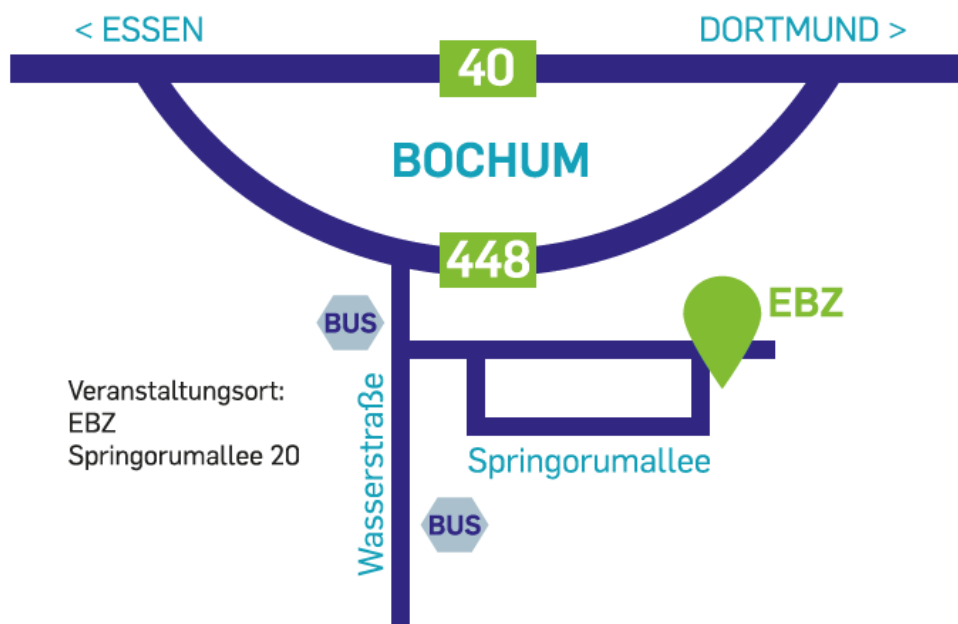 < ESSEN
DORTMUND >
40
BOCHUM
448
EBZ
BUS
Veranstaltungsort:
EBZ
Springorumallee 20
Wasserstraße
Springorumallee
BUS